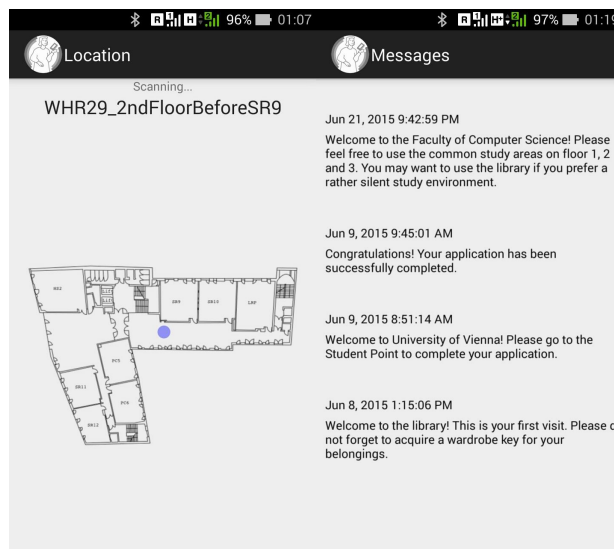 R 1 H 2 96% 01:07
Location
Scanning...
WHR29_2ndFloorBeforeSR9
HS2
SR9
SR10
LRF
PC5
SR11
PC6
SR12
R 1 H+ 2 97% 01:19
Messages
Jun 21, 2015 9:42:59 PM
Welcome to the Faculty of Computer Science! Please
feel free to use the common study areas on floor 1, 2
and 3. You may want to use the library if you prefer a
rather silent study environment.
Jun 9, 2015 9:45:01 AM
Congratulations! Your application has been
successfully completed.
Jun 9, 2015 8:51:14 AM
Welcome to University of Vienna! Please go to the
Student Point to complete your application.
Jun 8, 2015 1:15:06 PM
Welcome to the library! This is your first visit. Please d
not forget to acquire a wardrobe key for your
belongings.